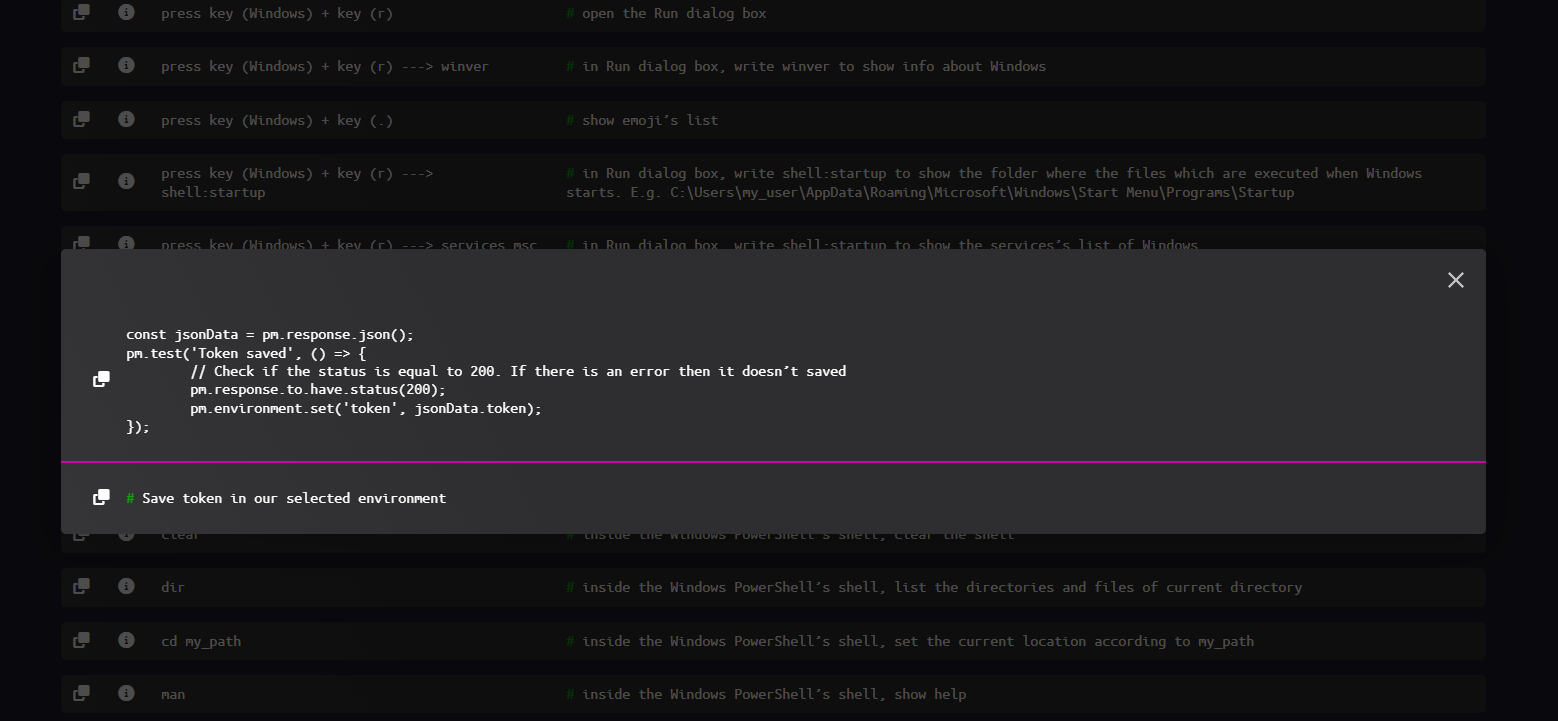 press key (Windows) + key (r) # open the Run dialog box
press key (Windows) + key (r) ---> winver # in Run dialog box, write winver to show info about Windows
press key (Windows) + key (.) # show emoji’s list
press key (Windows) + key (r) --->
shell:startup
# in Run dialog box, write shell:startup to show the folder where the files which are executed when Windows
starts. E.g. C:\Users\my_user\AppData\Roaming\Microsoft\Windows\Start Menu\Programs\Startup
press key (Windows) + key (r) ---> services.msc # in Run dialog box, write shell:startup to show the services’s list of Windows
const jsonData = pm.response.json();
pm.test('Token saved', () => {
// Check if the status is equal to 200. If there is an error then it doesn’t saved
pm.response.to.have.status(200);
pm.environment.set('token', jsonData.token);
});
# Save token in our selected environment
clear # inside the Windows PowerShell’s shell, clear the shell
dir # inside the Windows PowerShell’s shell, list the directories and files of current directory
cd my_path # inside the Windows PowerShell’s shell, set the current location according to my_path
man # inside the Windows PowerShell’s shell, show help